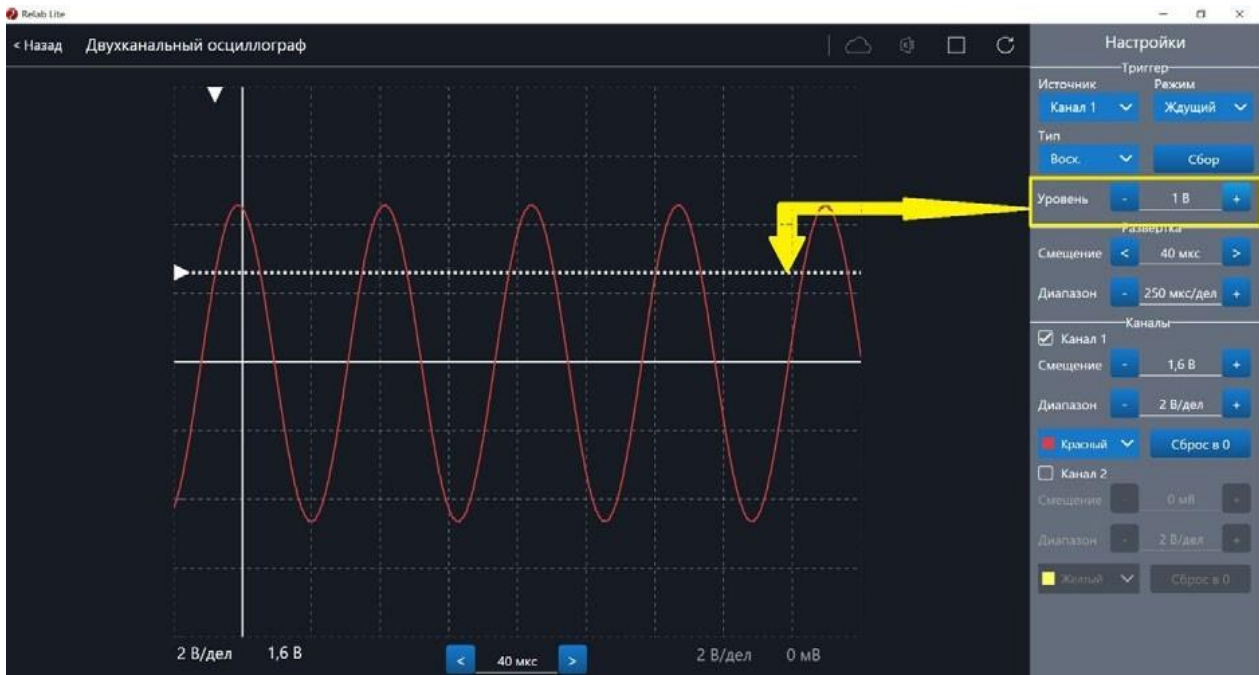 Relab Lite
< Назад Двухканальный осциллограф
Настройки
Триггер
Источник Режим
Канал 1 Ждущий
Тип
Восх. Сбор
Уровень - 1 В +
Развертка
Смещение < 40 мкс >
Диапазон - 250 мкс/дел +
Каналы
Канал 1
Смещение - 1,6 В +
Диапазон - 2 В/дел +
Красный Сброс в 0
Канал 2
Смещение - 0 мВ +
Диапазон - 2 В/дел +
Желтый Сброс в 0
2 В/дел 1,6 В < 40 мкс > 2 В/дел 0 мВ